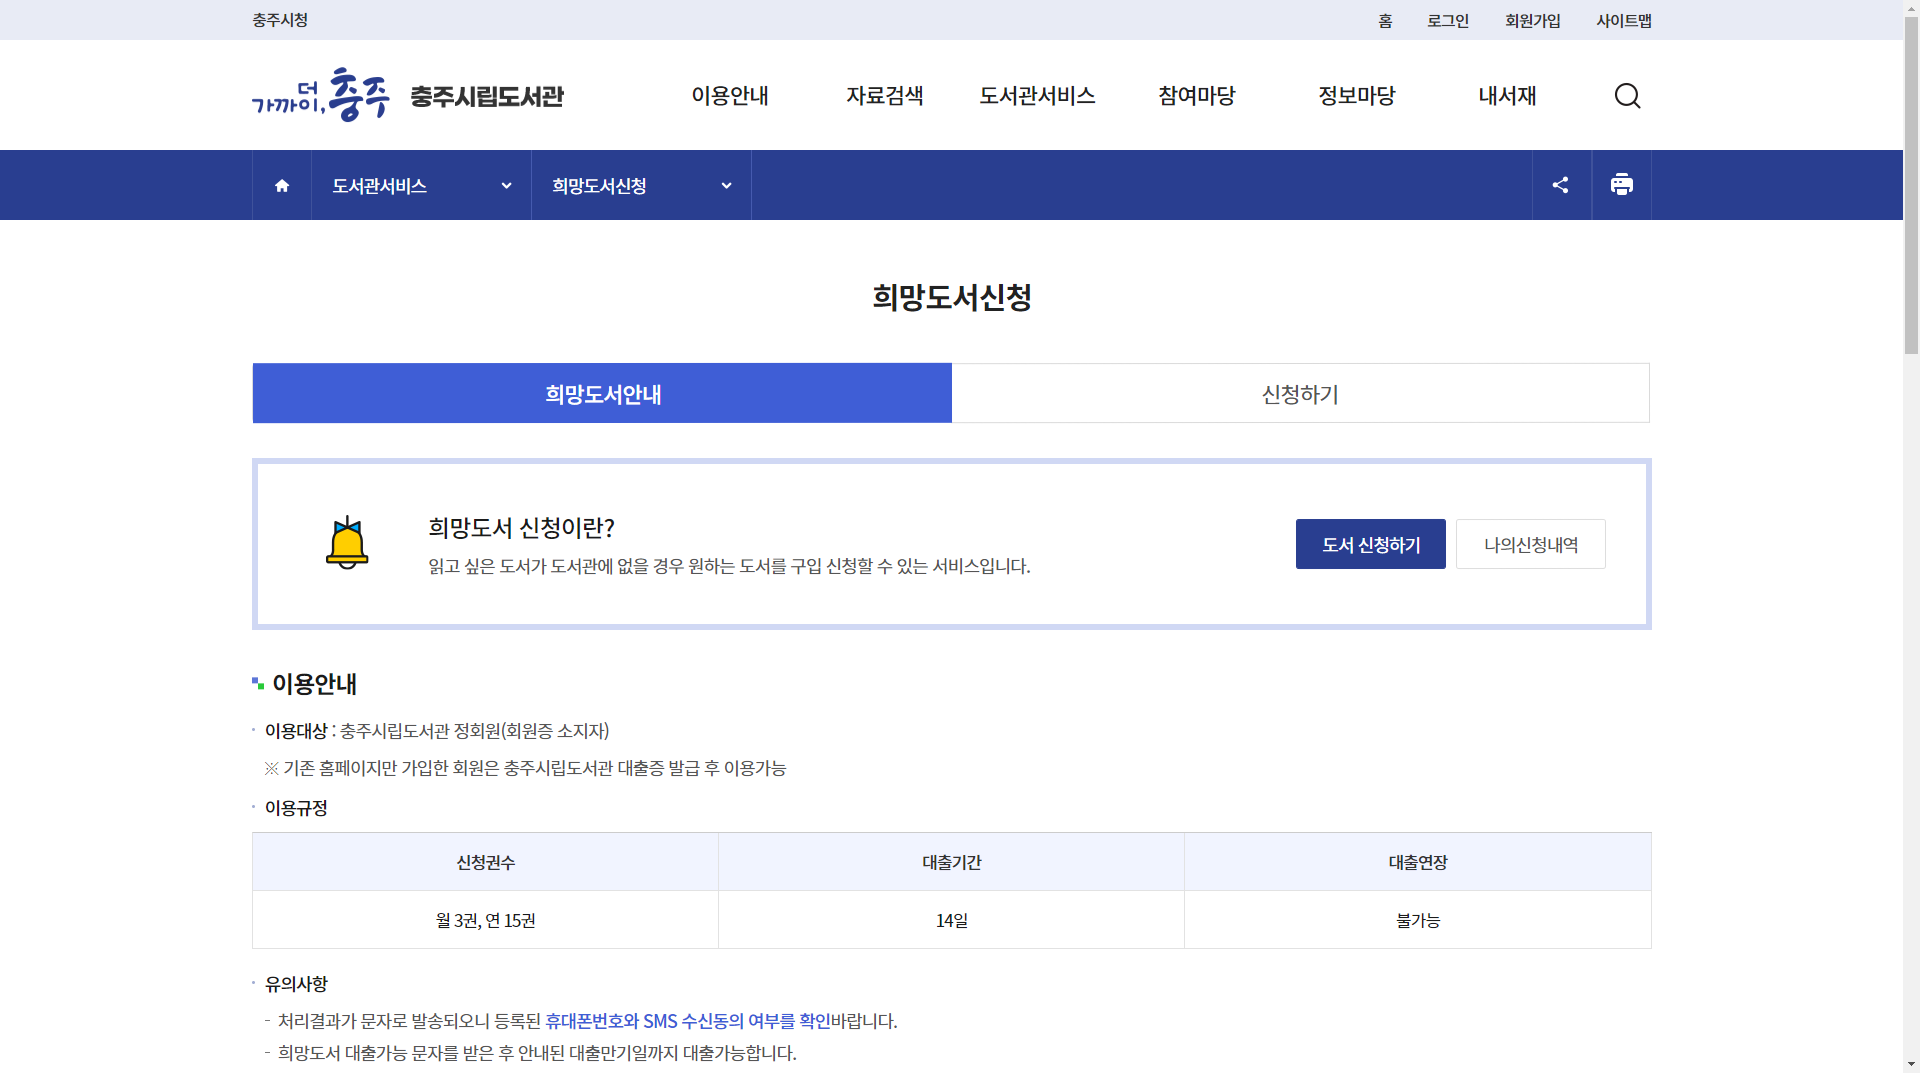 충주시청
홈 로그인 회원가입 사이트맵
더 가까이, 충주 충주시립도서관 이용안내 자료검색 도서관서비스 참여마당 정보마당 내서재
도서관서비스 희망도서신청
희망도서신청
희망도서안내 신청하기
희망도서 신청이란?
읽고 싶은 도서가 도서관에 없을 경우 원하는 도서를 구입 신청할 수 있는 서비스입니다.
도서 신청하기 나의신청내역
이용안내
이용대상 : 충주시립도서관 정회원(회원증 소지자)
※ 기존 홈페이지만 가입한 회원은 충주시립도서관 대출증 발급 후 이용가능
이용규정
신청권수 대출기간 대출연장
월 3권, 연 15권 14일 불가능
유의사항
- 처리결과가 문자로 발송되오니 등록된 휴대폰번호와 SMS 수신동의 여부를 확인바랍니다.
- 희망도서 대출가능 문자를 받은 후 안내된 대출만기일까지 대출가능합니다.